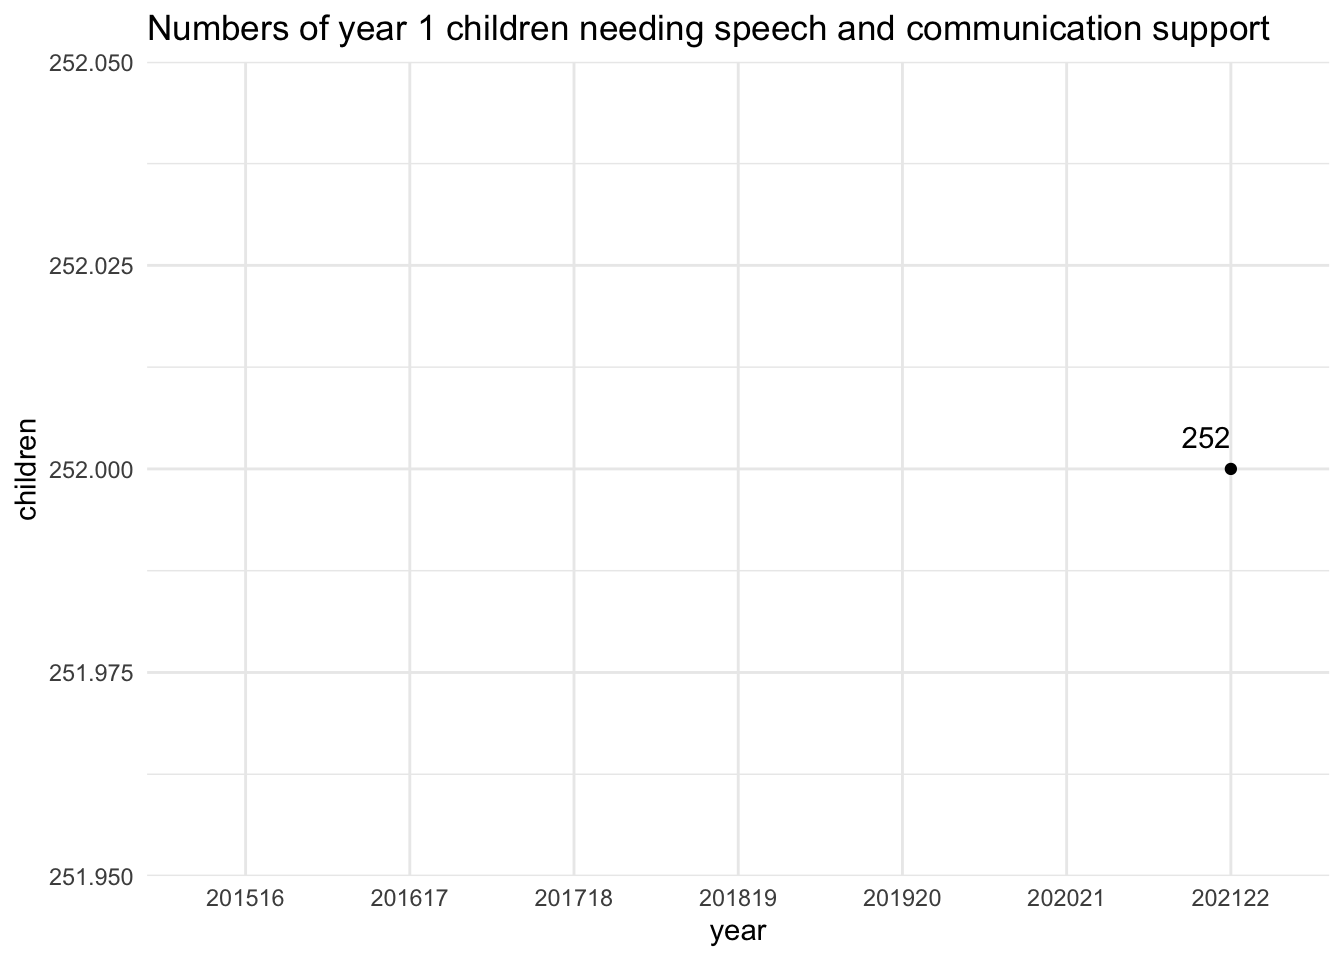 Numbers of year 1 children needing speech and communication support
252.050
252.025
252
252.000
children
251.975
251.950
201516 201617 201718 201819 201920 202021 202122
year